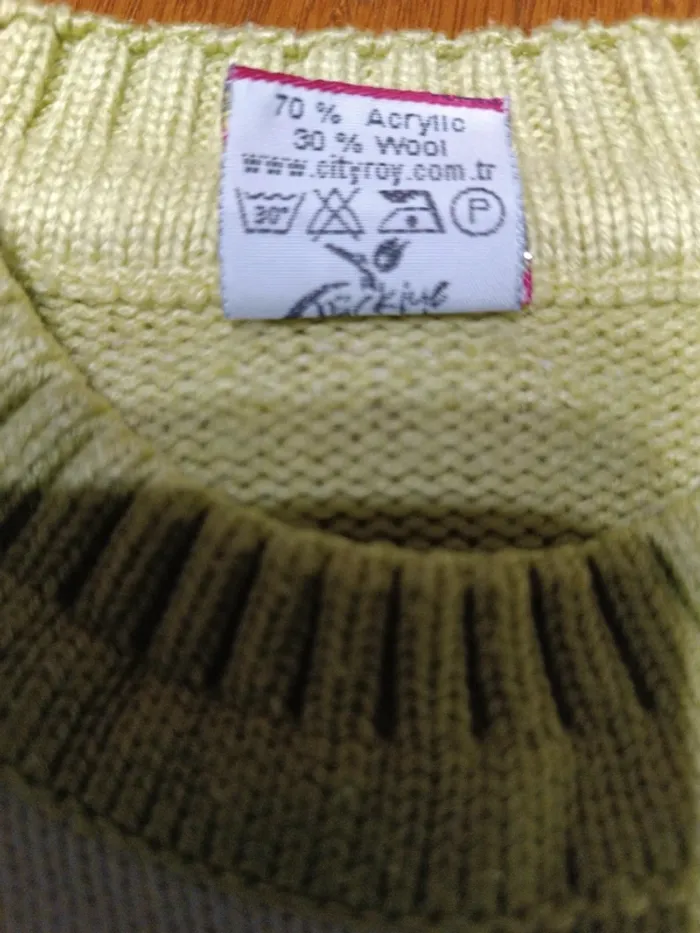 70 % Acrylic
30 % Wool
www.cityroy.com.tr
30° P